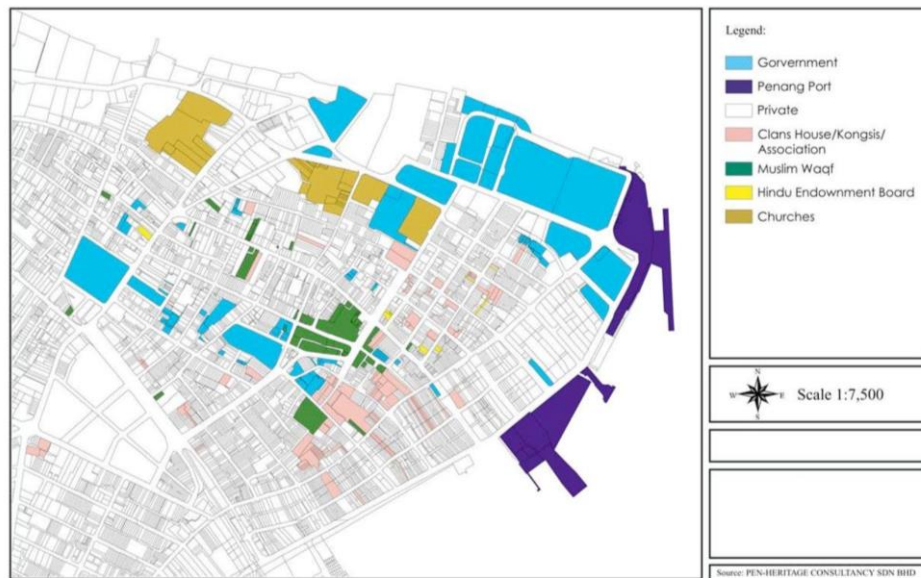 Legend:
Gorvernment
Penang Port
Private
Clans House/Kongsis/
Association
Muslim Waqf
Hindu Endownment Board
Churches
N
W
E
S
Scale 1:7,500
Source: PEN-HERITAGE CONSULTANCY SDN BHD